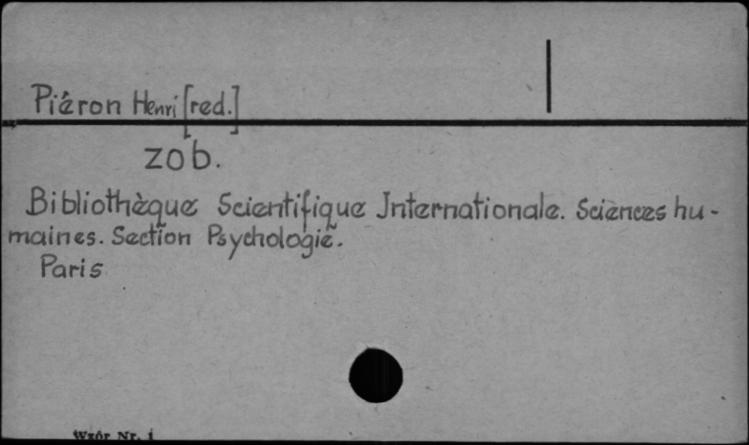 Piéron Henri [red.]
zob.
Bibliothèque Scientifique Internationale. Sciences hu-
maines. Section Psychologie.
Paris
Wzór Nr. 1